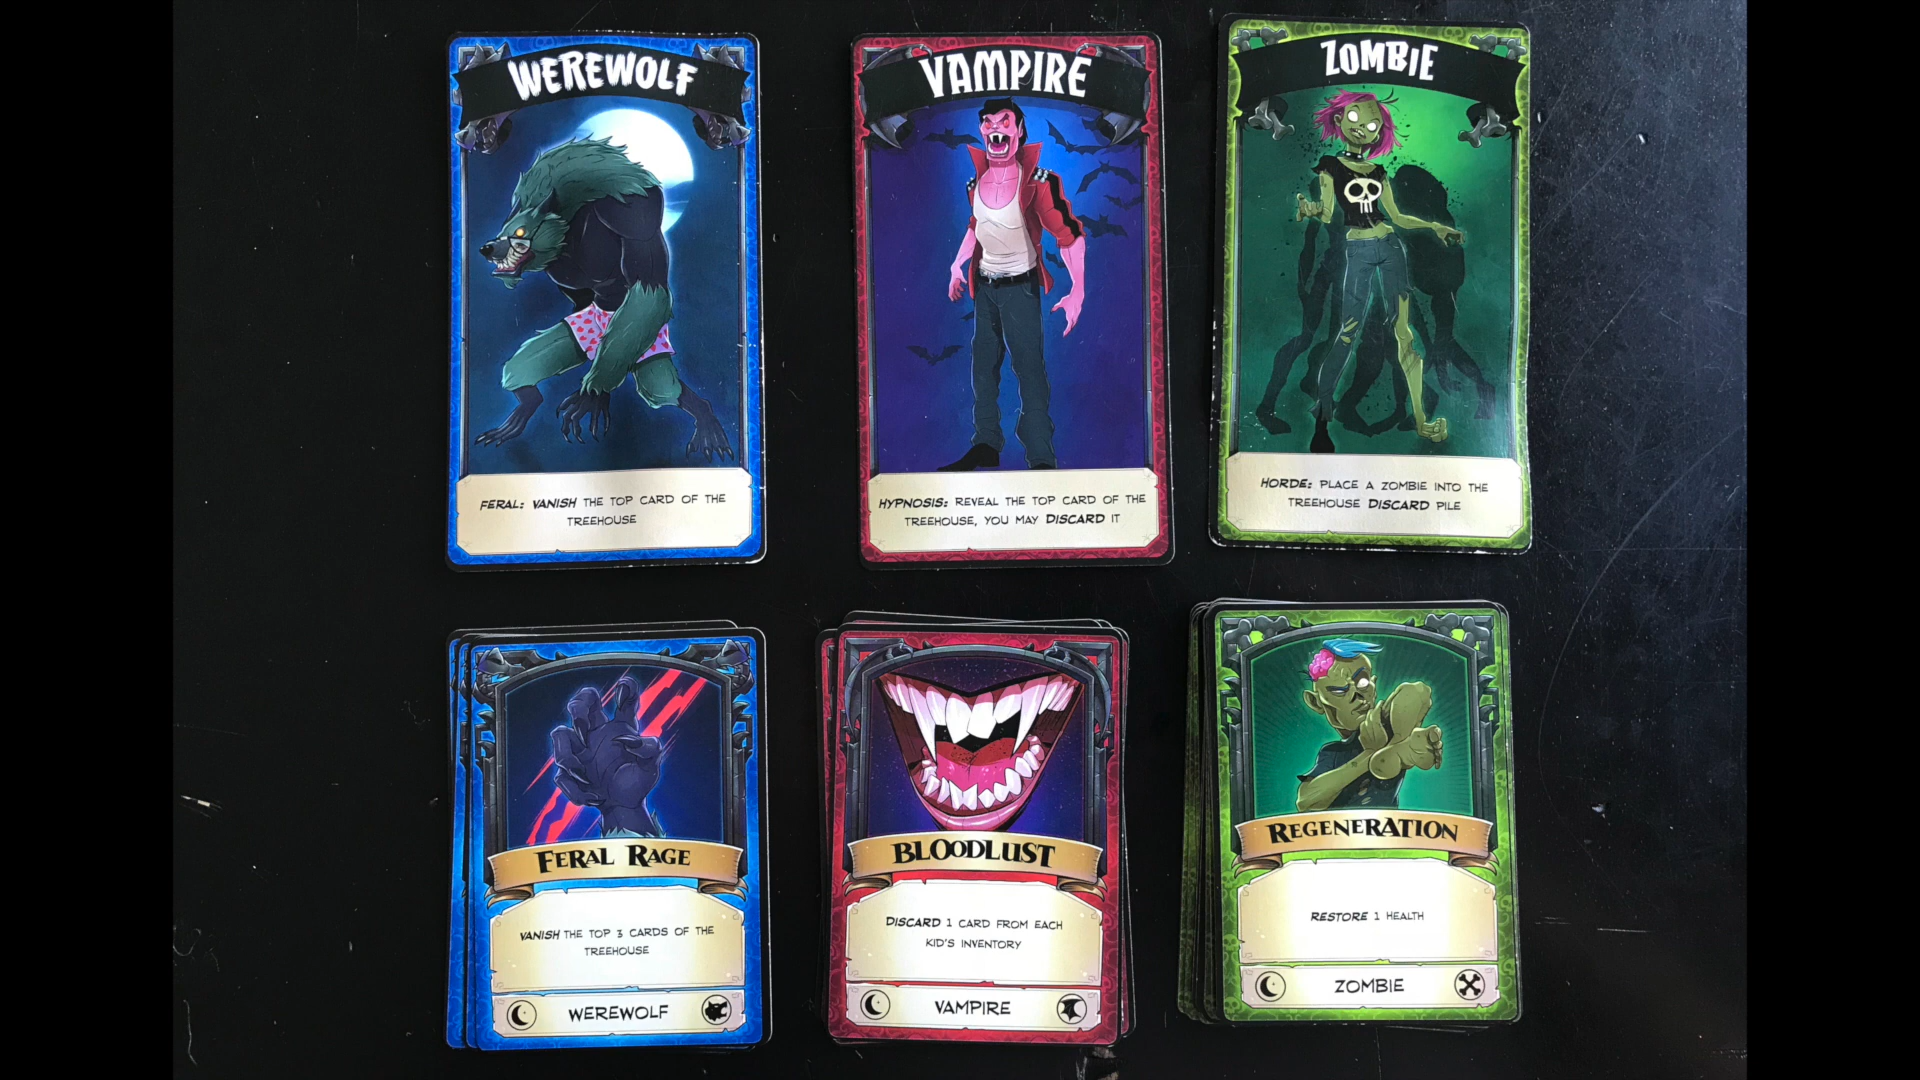 WEREWOLF
FERAL: VANISH THE TOP CARD OF THE
TREEHOUSE
VAMPIRE
HYPNOSIS: REVEAL THE TOP CARD OF THE
TREEHOUSE, YOU MAY DISCARD IT
ZOMBIE
HORDE: PLACE A ZOMBIE INTO THE
TREEHOUSE DISCARD PILE
FERAL RAGE
VANISH THE TOP 3 CARDS OF THE
TREEHOUSE
WEREWOLF
BLOODLUST
DISCARD 1 CARD FROM EACH
KID'S INVENTORY
VAMPIRE
REGENERATION
RESTORE 1 HEALTH
ZOMBIE